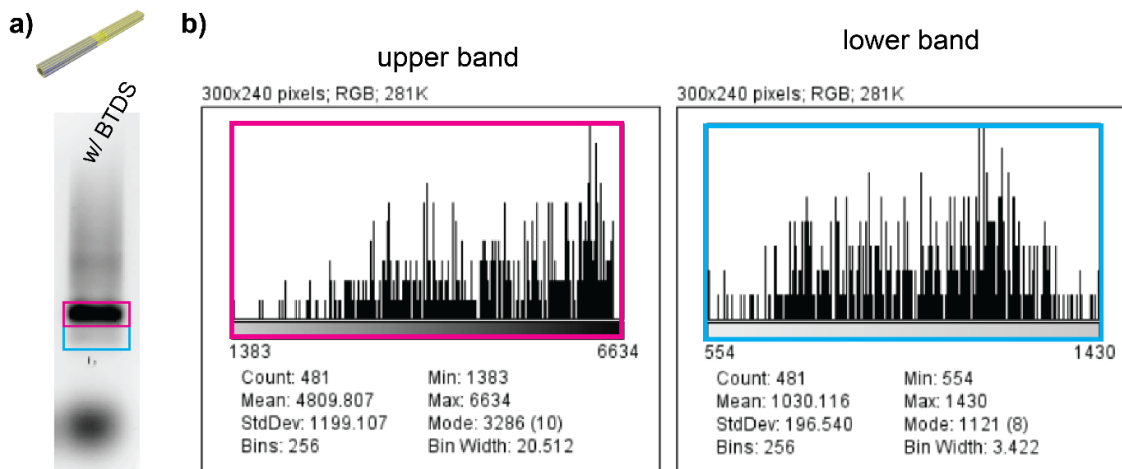 a)
w/ BTDS
b)
upper band
300x240 pixels; RGB; 281K
1383 6634
Count: 481 Min: 1383
Mean: 4809.807 Max: 6634
StdDev: 1199.107 Mode: 3286 (10)
Bins: 256 Bin Width: 20.512
lower band
300x240 pixels; RGB; 281K
554 1430
Count: 481 Min: 554
Mean: 1030.116 Max: 1430
StdDev: 196.540 Mode: 1121 (8)
Bins: 256 Bin Width: 3.422